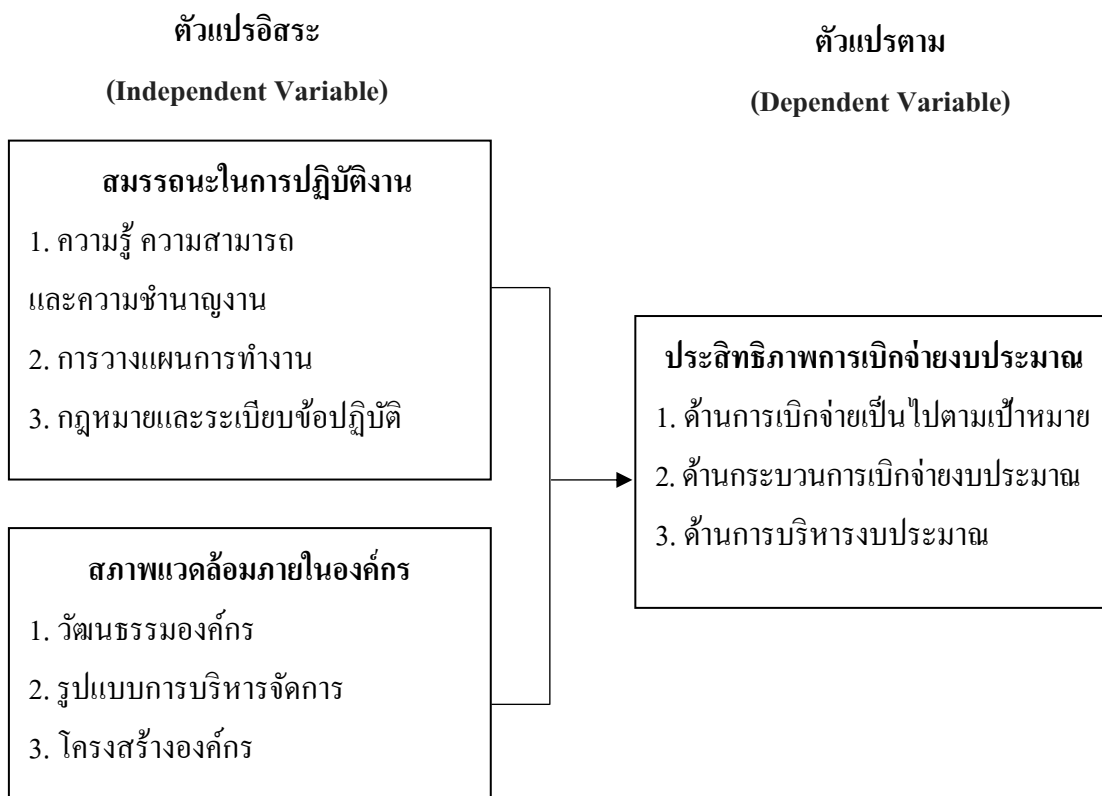 ตัวแปรอิสระ
(Independent Variable)
สมรรถนะในการปฏิบัติงาน
1. ความรู้ ความสามารถ
และความชำนาญงาน
2. การวางแผนการทำงาน
3. กฎหมายและระเบียบข้อปฏิบัติ
สภาพแวดล้อมภายในองค์กร
1. วัฒนธรรมองค์กร
2. รูปแบบการบริหารจัดการ
3. โครงสร้างองค์กร
ตัวแปรตาม
(Dependent Variable)
ประสิทธิภาพการเบิกจ่ายงบประมาณ
1. ด้านการเบิกจ่ายเป็นไปตามเป้าหมาย
2. ด้านกระบวนการเบิกจ่ายงบประมาณ
3. ด้านการบริหารงบประมาณ